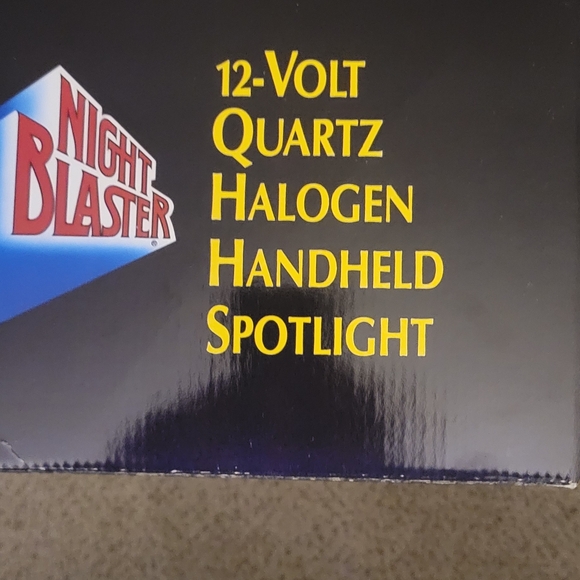 NIGHT
BLASTER®
12-VOLT
QUARTZ
HALOGEN
HANDHELD
SPOTLIGHT